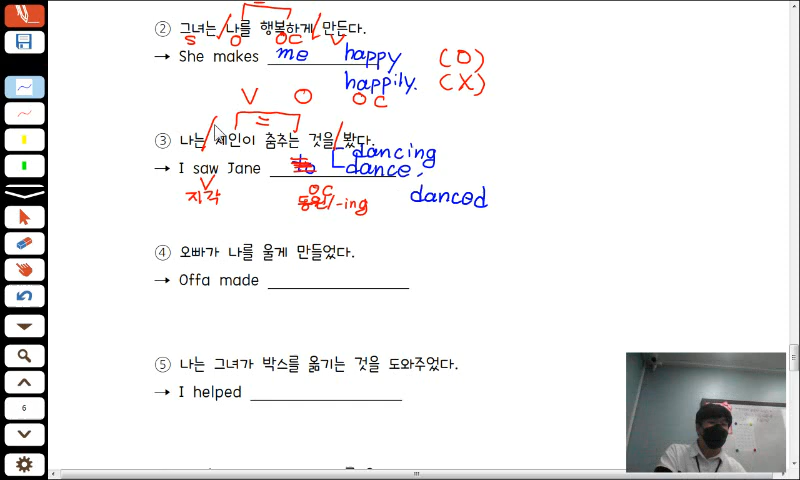 ② 그녀는 / 나를 행복하게 / 만든다.
S O OC V
→ She makes me happy (O)
happily. (X)
V O OC
=
③ 나는 / 제인이 춤추는 것을 / 봤다.
→ I saw Jane to dancing
dance
V OC
지각 동원/-ing danced
④ 오빠가 나를 울게 만들었다.
→ Offa made
⑤ 나는 그녀가 박스를 옮기는 것을 도와주었다.
→ I helped
6